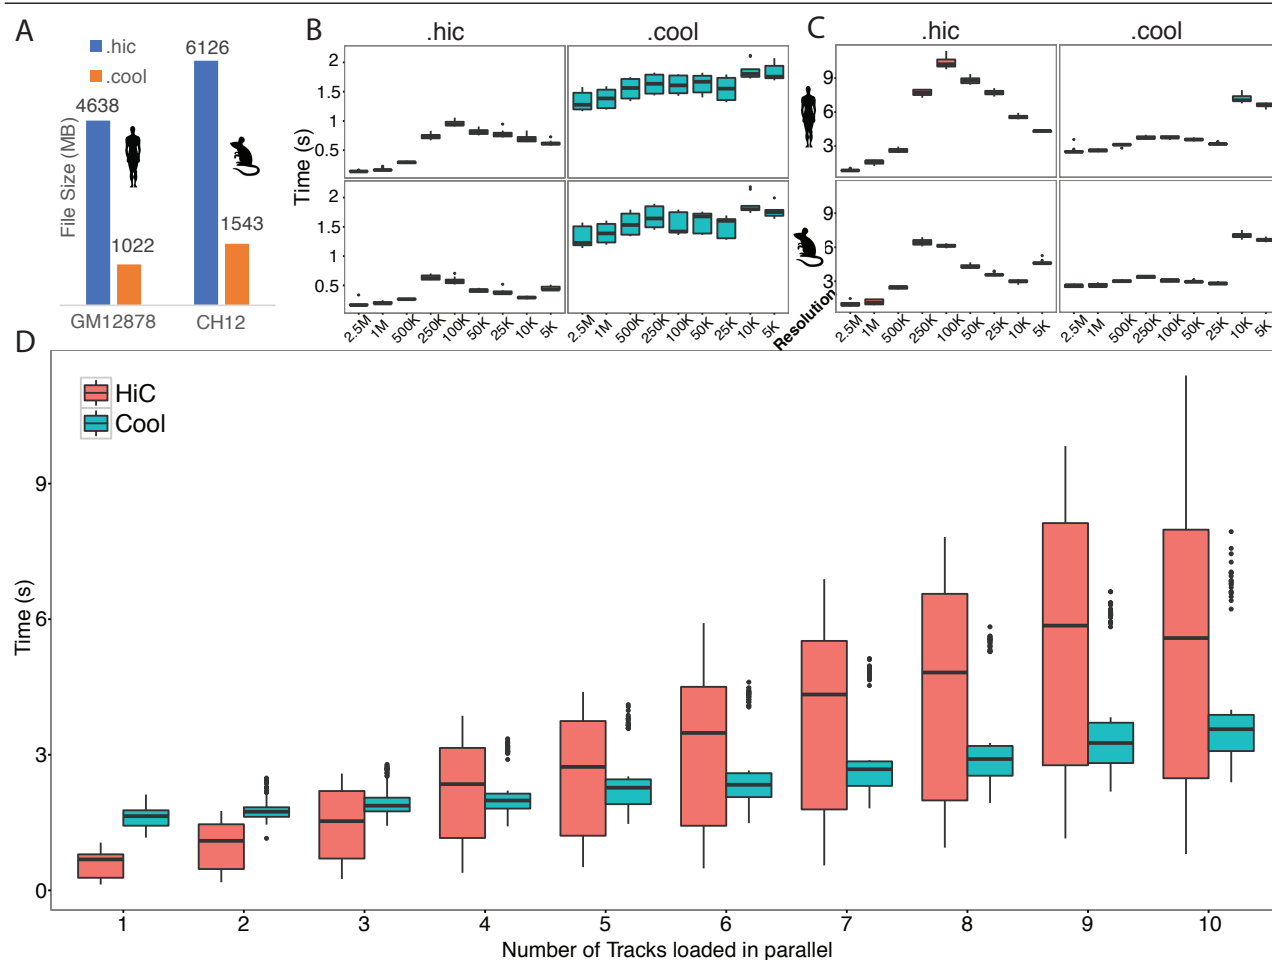 A
.hic
.cool
File Size (MB)
4638
1022
6126
1543
GM12878
CH12
B
.hic
.cool
Time (s)
2
1.5
1
0.5
2
1.5
1
0.5
2.5M 1M 500K 250K 100K 50K 25K 10K 5K
2.5M 1M 500K 250K 100K 50K 25K 10K 5K
Resolution
C
.hic
.cool
9
6
3
9
6
3
2.5M 1M 500K 250K 100K 50K 25K 10K 5K
2.5M 1M 500K 250K 100K 50K 25K 10K 5K
D
HiC
Cool
Time (s)
9
6
3
0
1 2 3 4 5 6 7 8 9 10
Number of Tracks loaded in parallel